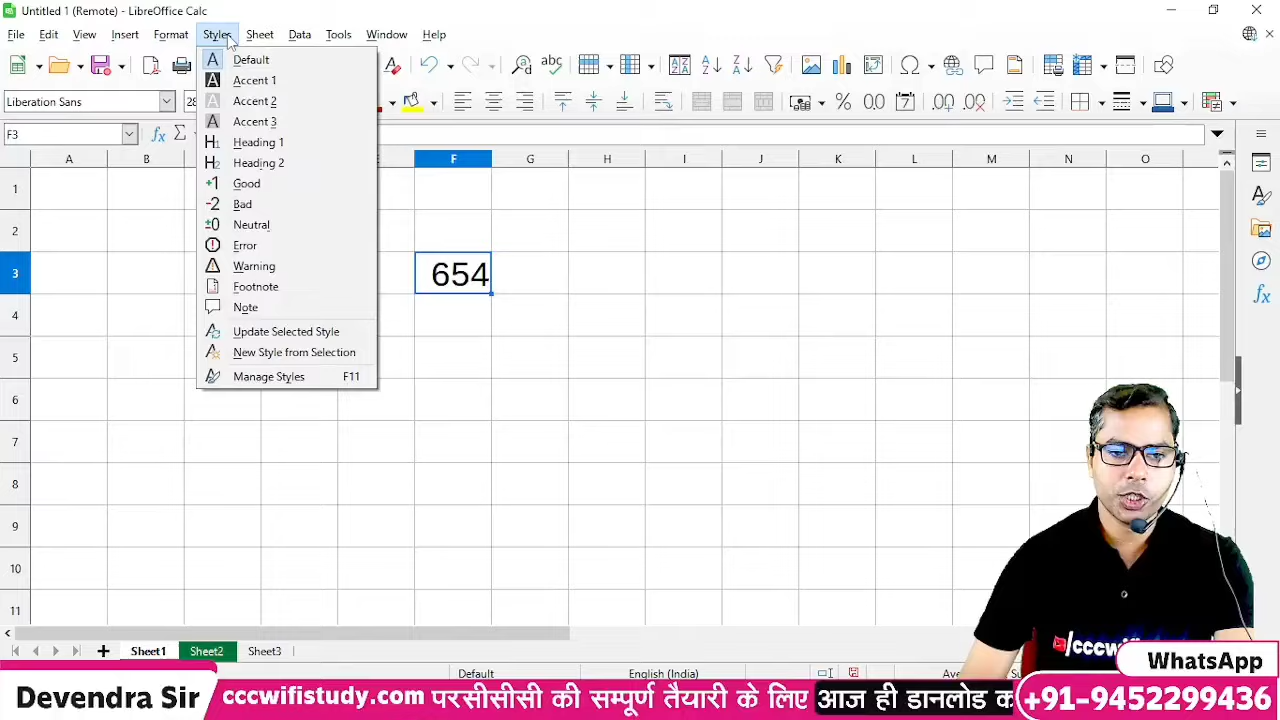 Untitled 1 (Remote) - LibreOffice Calc
File Edit View Insert Format Styles Sheet Data Tools Window Help
Liberation Sans
28
F3
A B E F G H I J K L M N O
Default
Accent 1
Accent 2
Accent 3
Heading 1
Heading 2
Good
Bad
Neutral
Error
Warning
Footnote
Note
Update Selected Style
New Style from Selection
Manage Styles F11
1
2
3 654
4
5
6
7
8
9
10
11
Sheet1 Sheet2 Sheet3
Default English (India)
/cccwifi
WhatsApp
Devendra Sir
cccwifistudy.com परसीसीसी की सम्पूर्ण तैयारी के लिए आज ही डानलोड
+91-9452299436